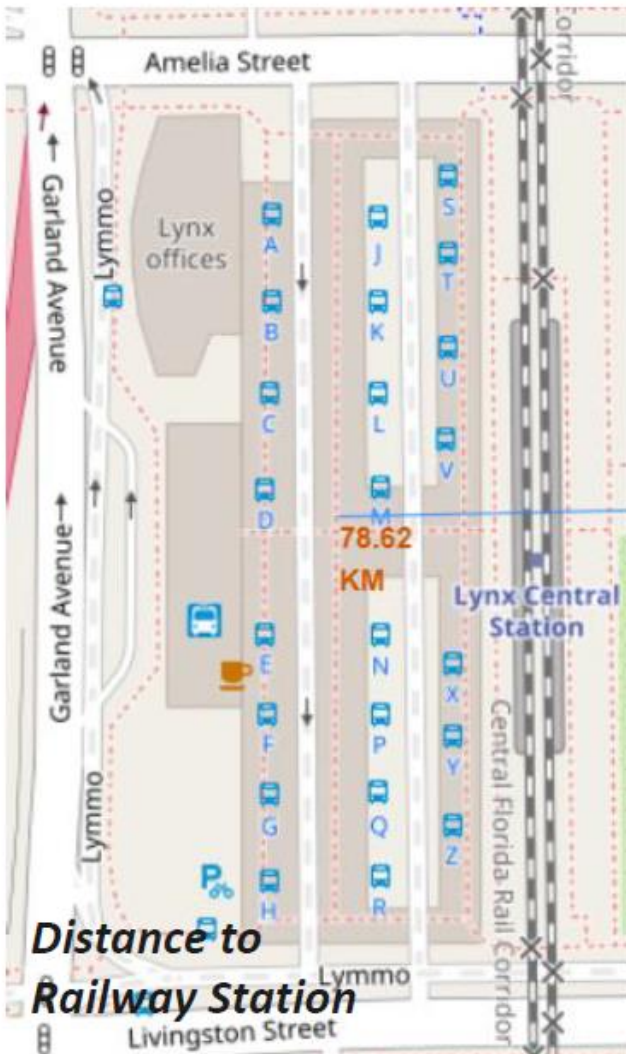 Corridor
Amelia Street
Garland Avenue
Lymmo
Lynx
offices
A
B
C
D
J
K
L
M
S
T
U
V
78.62
KM
Lynx Central
Station
Garland Avenue
E
F
G
H
N
P
Q
R
X
Y
Z
Central Florida Rail Corridor
Lymmo
P
Distance to
Railway Station
Lymmo
Livingston Street